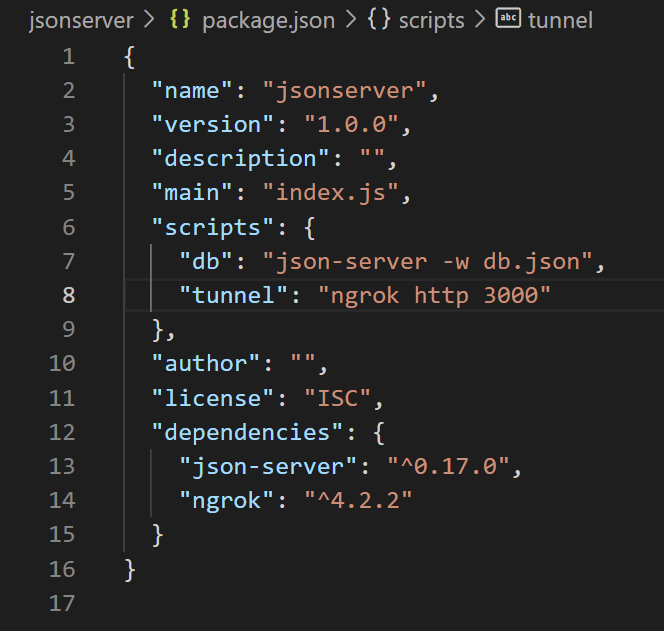 jsonserver > {} package.json > {} scripts > abc tunnel
1 {
2 "name": "jsonserver",
3 "version": "1.0.0",
4 "description": "",
5 "main": "index.js",
6 "scripts": {
7 "db": "json-server -w db.json",
8 "tunnel": "ngrok http 3000"
9 },
10 "author": "",
11 "license": "ISC",
12 "dependencies": {
13 "json-server": "^0.17.0",
14 "ngrok": "^4.2.2"
15 }
16 }
17